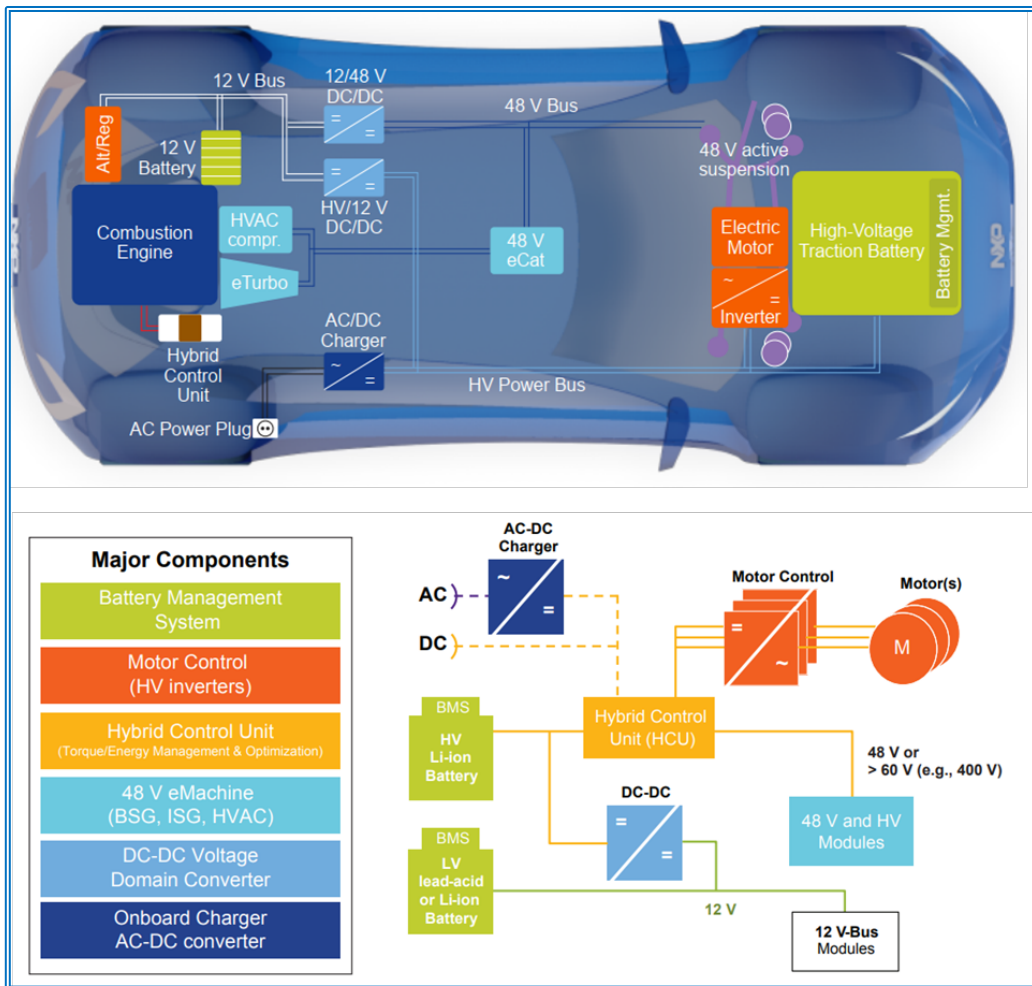 12 V Bus
12/48 V
DC/DC
48 V Bus
Alt/Reg
12 V
Battery
48 V active
suspension
HV/12 V
DC/DC
Combustion
Engine
HVAC
compr.
eTurbo
48 V
eCat
Electric
Motor
Inverter
High-Voltage
Traction Battery
Battery Mgmt.
NXP
NXP
AC/DC
Charger
Hybrid
Control
Unit
HV Power Bus
AC Power Plug
Major Components
Battery Management
System
Motor Control
(HV inverters)
Hybrid Control Unit
(Torque/Energy Management & Optimization)
48 V eMachine
(BSG, ISG, HVAC)
DC-DC Voltage
Domain Converter
Onboard Charger
AC-DC converter
AC-DC
Charger
AC
DC
Motor Control
Motor(s)
M
BMS
HV
Li-ion
Battery
Hybrid Control
Unit (HCU)
48 V or
> 60 V (e.g., 400 V)
DC-DC
48 V and HV
Modules
BMS
LV
lead-acid
or Li-ion
Battery
12 V
12 V-Bus
Modules